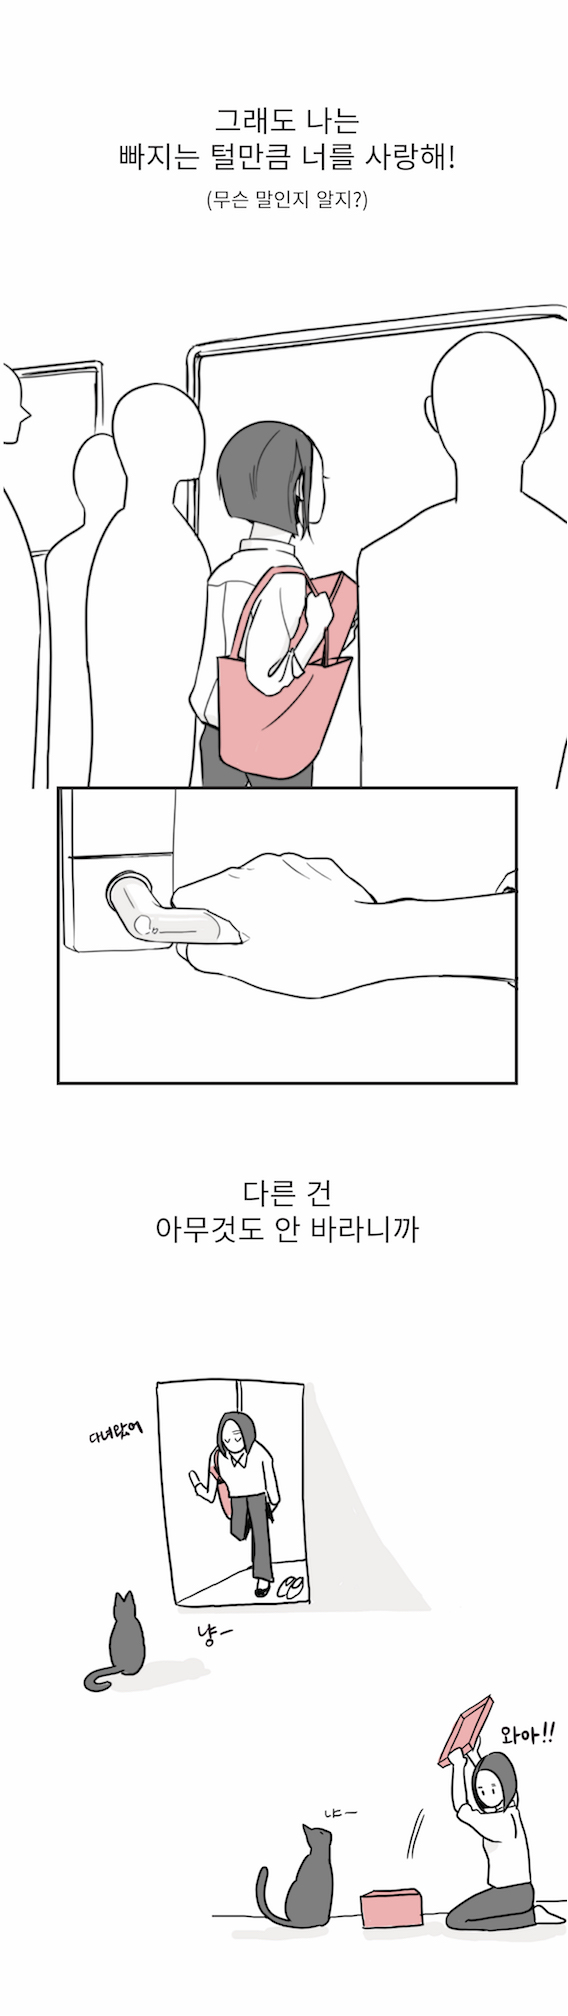 그래도 나는
빠지는 털만큼 너를 사랑해!
(무슨 말인지 알지?)
다른 건
아무것도 안 바라니까
다녀왔어
냥ー
와아!!
냐ー